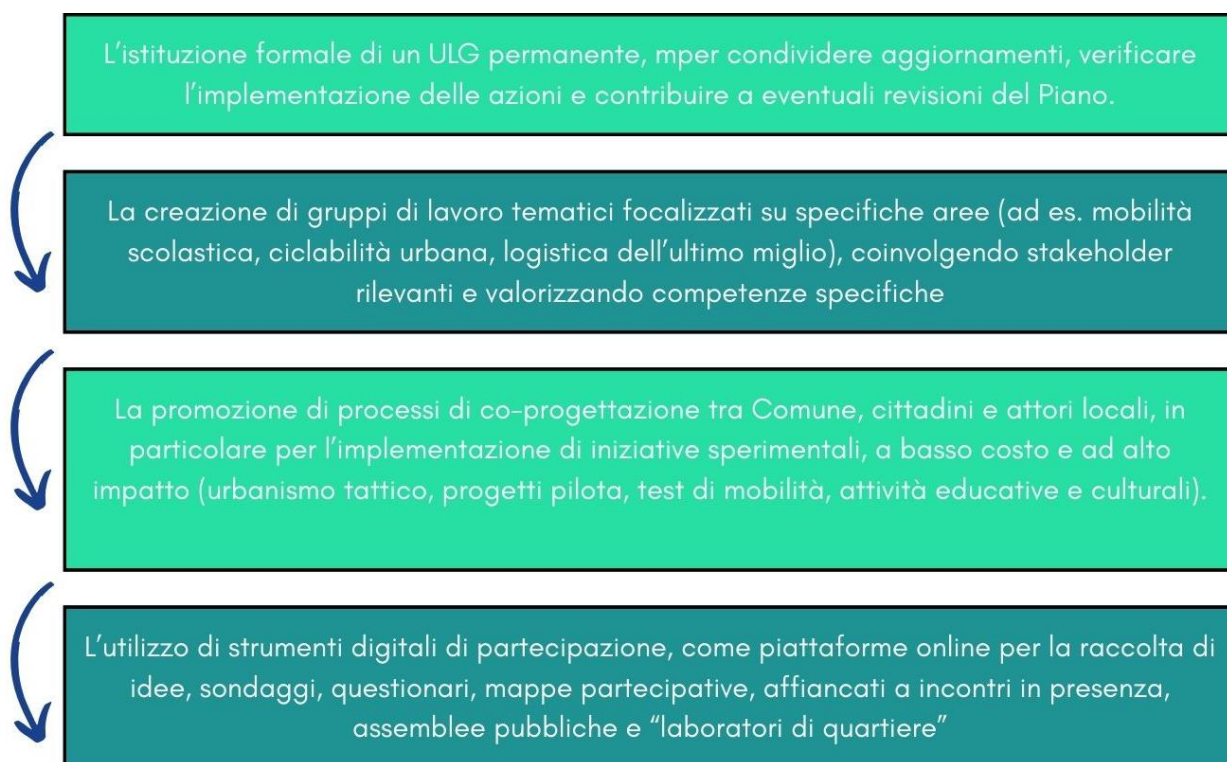 L’istituzione formale di un ULG permanente, mper condividere aggiornamenti, verificare
l’implementazione delle azioni e contribuire a eventuali revisioni del Piano.
La creazione di gruppi di lavoro tematici focalizzati su specifiche aree (ad es. mobilità
scolastica, ciclabilità urbana, logistica dell’ultimo miglio), coinvolgendo stakeholder
rilevanti e valorizzando competenze specifiche
La promozione di processi di co-progettazione tra Comune, cittadini e attori locali, in
particolare per l’implementazione di iniziative sperimentali, a basso costo e ad alto
impatto (urbanismo tattico, progetti pilota, test di mobilità, attività educative e culturali).
L’utilizzo di strumenti digitali di partecipazione, come piattaforme online per la raccolta di
idee, sondaggi, questionari, mappe partecipative, affiancati a incontri in presenza,
assemblee pubbliche e “laboratori di quartiere”